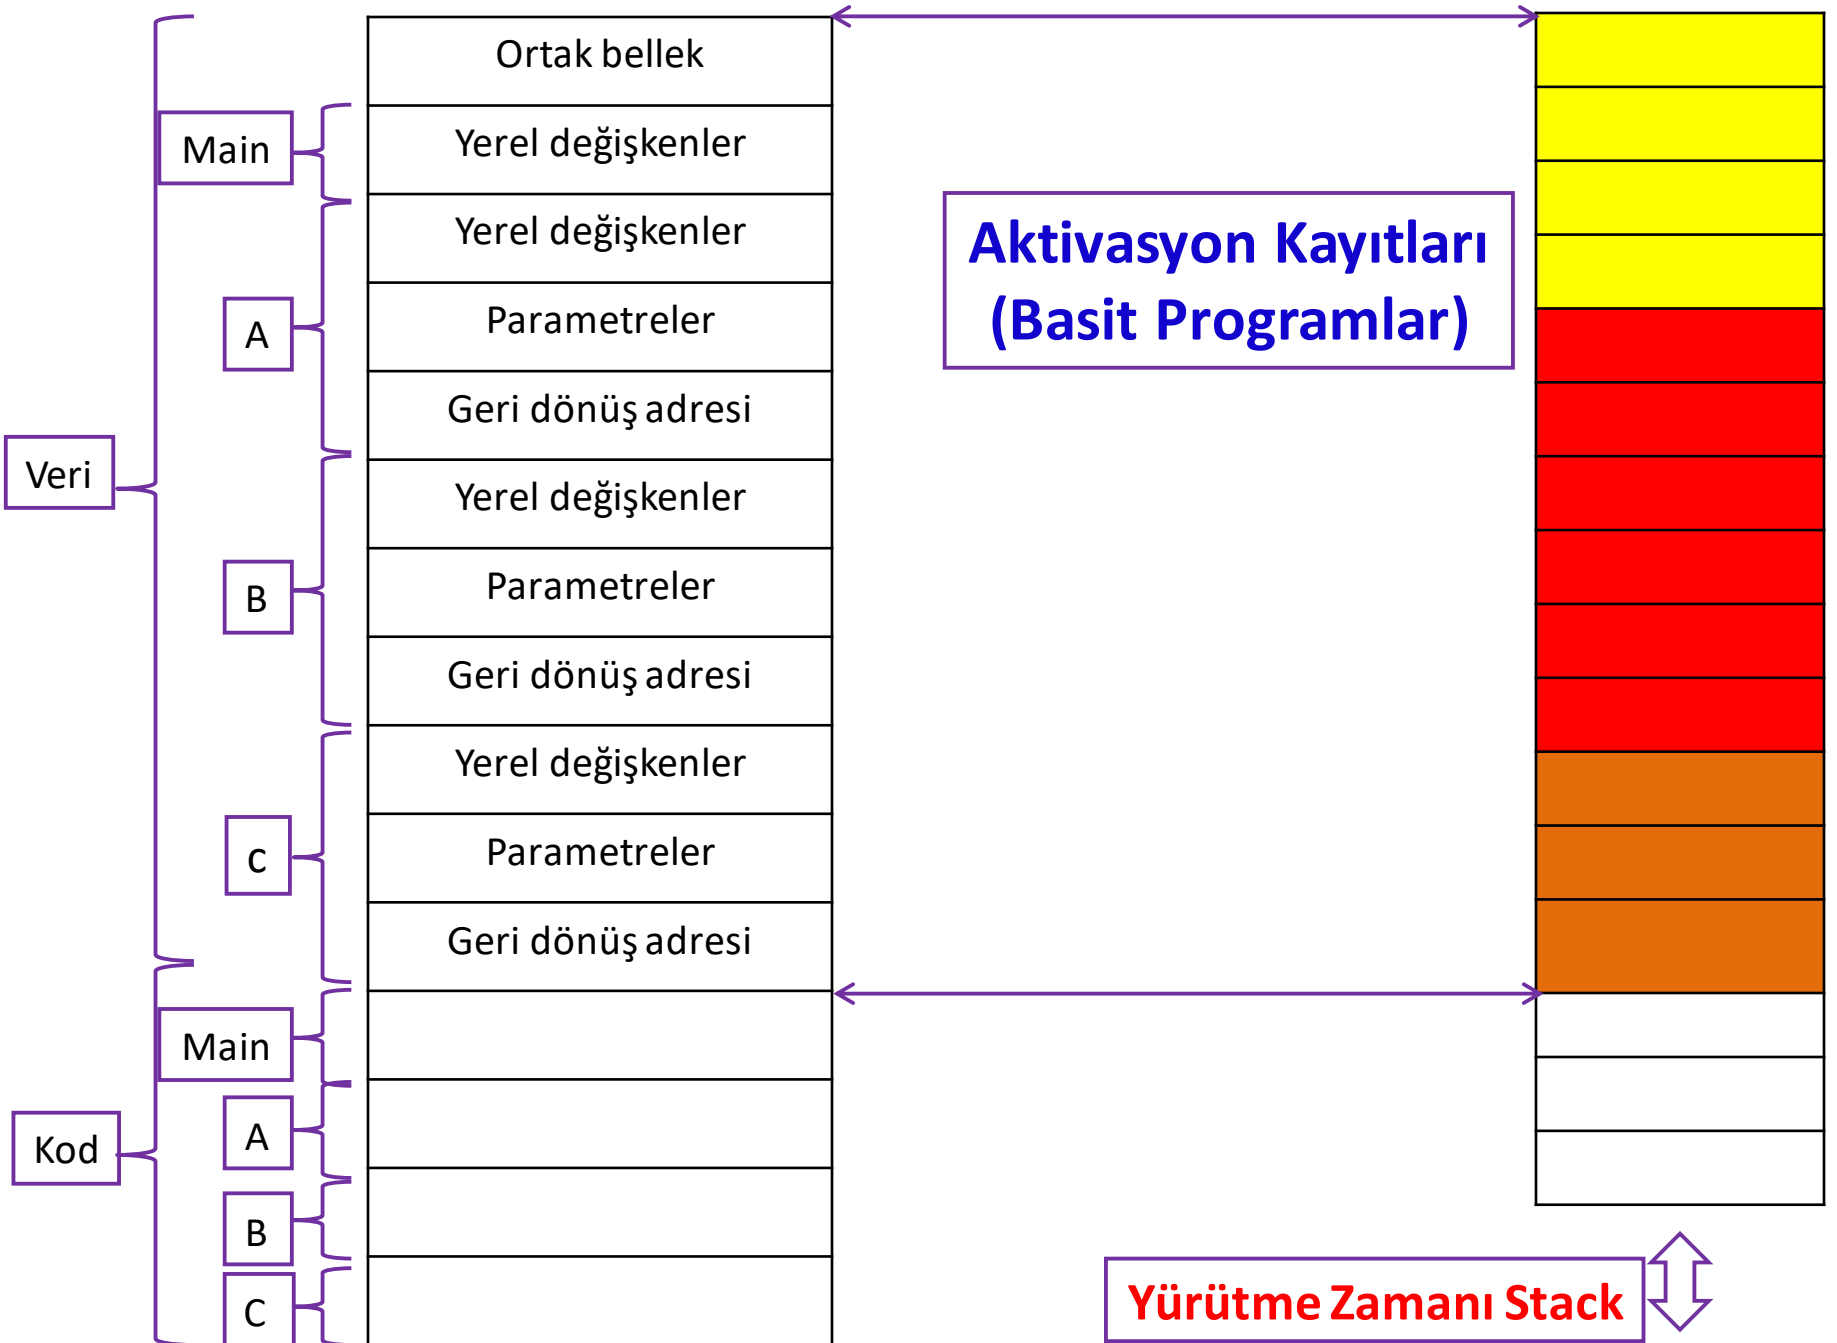 Ortak bellek
Main
Yerel değişkenler
Yerel değişkenler
Aktivasyon Kayıtları
(Basit Programlar)
A
Parametreler
Geri dönüş adresi
Veri
Yerel değişkenler
B
Parametreler
Geri dönüş adresi
Yerel değişkenler
c
Parametreler
Geri dönüş adresi
Main
A
Kod
B
C
Yürütme Zamanı Stack